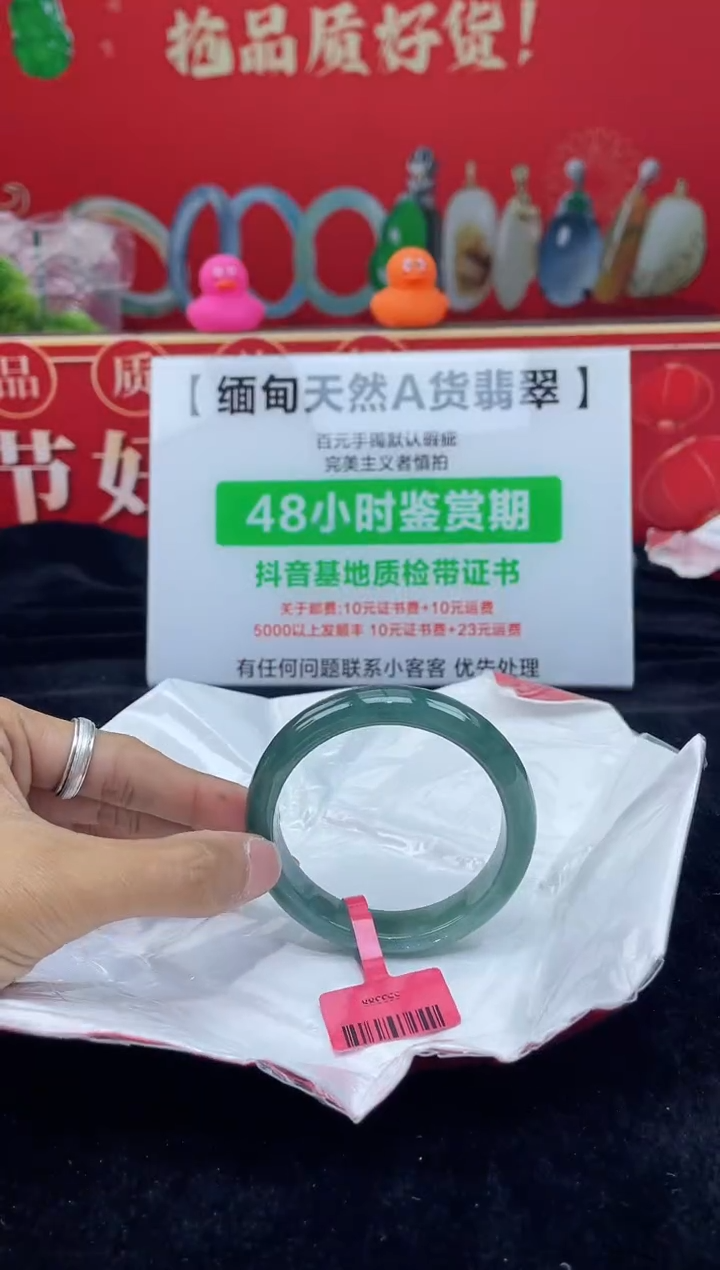 品质好货！
品 质
节 好
【缅甸天然A货翡翠】
百元手镯默认瑕疵
完美主义者慎拍
48小时鉴赏期
抖音基地质检带证书
关于邮费:10元证书费+10元运费
5000以上发顺丰 10元证书费+23元运费
有任何问题联系小客客 优先处理